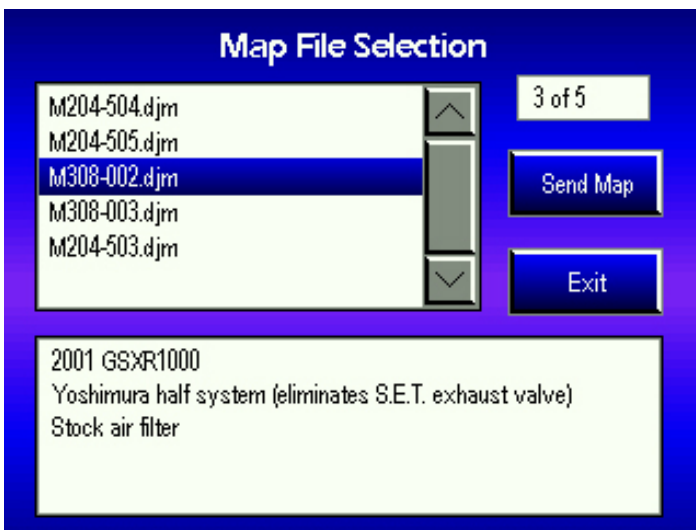 Map File Selection
M204-504.djm
M204-505.djm
M308-002.djm
M308-003.djm
M204-503.djm
3 of 5
Send Map
Exit
2001 GSXR1000
Yoshimura half system (eliminates S.E.T. exhaust valve)
Stock air filter